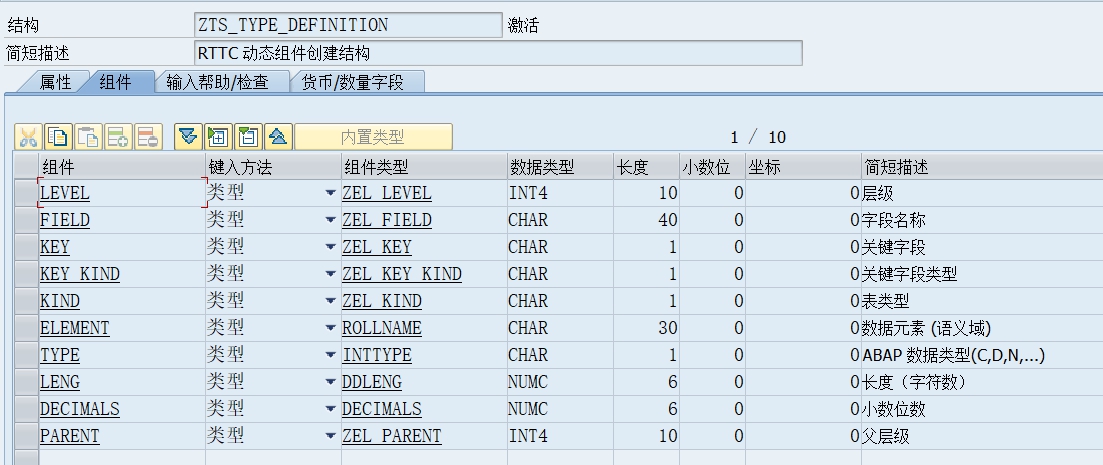 结构 ZTS_TYPE_DEFINITION 激活
简短描述 RTTC 动态组件创建结构
属性 组件 输入帮助/检查 货币/数量字段
内置类型 1 / 10
组件 键入方法 组件类型 数据类型 长度 小数位 坐标 简短描述
LEVEL 类型 ZEL_LEVEL INT4 10 0 0 层级
FIELD 类型 ZEL_FIELD CHAR 40 0 0 字段名称
KEY 类型 ZEL_KEY CHAR 1 0 0 关键字段
KEY_KIND 类型 ZEL_KEY_KIND CHAR 1 0 0 关键字段类型
KIND 类型 ZEL_KIND CHAR 1 0 0 表类型
ELEMENT 类型 ROLLNAME CHAR 30 0 0 数据元素 (语义域)
TYPE 类型 INTTYPE CHAR 1 0 0 ABAP 数据类型(C,D,N,...)
LENG 类型 DDLENG NUMC 6 0 0 长度（字符数）
DECIMALS 类型 DECIMALS NUMC 6 0 0 小数位数
PARENT 类型 ZEL_PARENT INT4 10 0 0 父层级